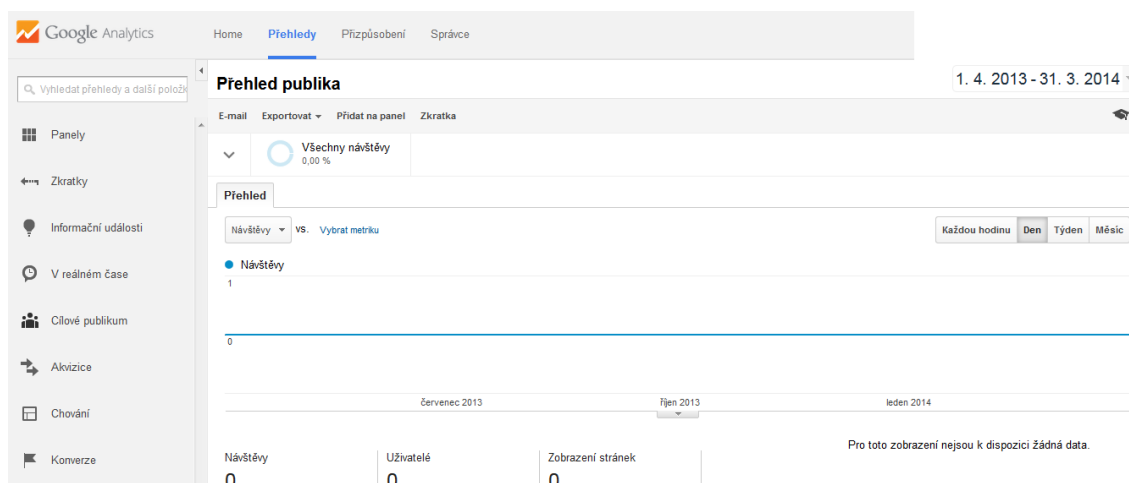 Google Analytics
Home Přehledy Přizpůsobení Správce
Vyhledat přehledy a další polož
Panely
Zkratky
Informační události
V reálném čase
Cílové publikum
Akvizice
Chování
Konverze
Přehled publika
1. 4. 2013 - 31. 3. 2014
E-mail Exportovat Přidat na panel Zkratka
Všechny návštěvy
0,00 %
Přehled
Návštěvy VS. Vybrat metriku
Každou hodinu Den Týden Měsíc
Návštěvy
1
0
červenec 2013 říjen 2013 leden 2014
Pro toto zobrazení nejsou k dispozici žádná data.
Návštěvy Uživatelé Zobrazení stránek
0 0 0